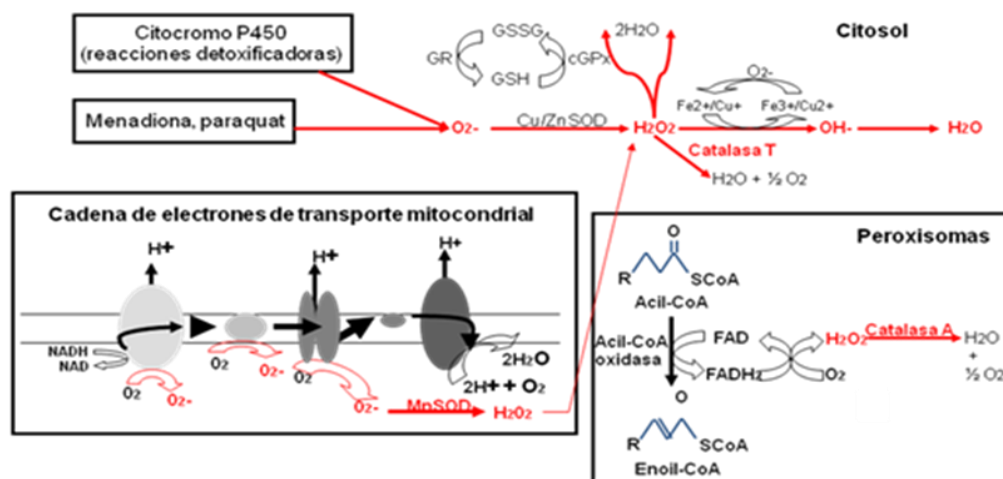 Citocromo P450
(reacciones detoxificadoras)
Menadiona, paraquat
GR
GSSG
GSH
cGPx
2H2O
Citosol
O2-
Fe2+/Cu+
Fe3+/Cu2+
O2-
Cu/Zn SOD
H2O2
OH-
H2O
Catalasa T
H2O + ½ O2
Cadena de electrones de transporte mitocondrial
H+
H+
H+
NADH
NAD
O2
O2-
O2
O2-
O2
O2-
MnSOD
H2O2
2H2O
2H+ + O2
Peroxisomas
O
R
SCoA
Acil-CoA
Acil-CoA
oxidasa
FAD
FADH2
H2O2
O2
Catalasa A
H2O
+
½ O2
O
R
SCoA
Enoil-CoA